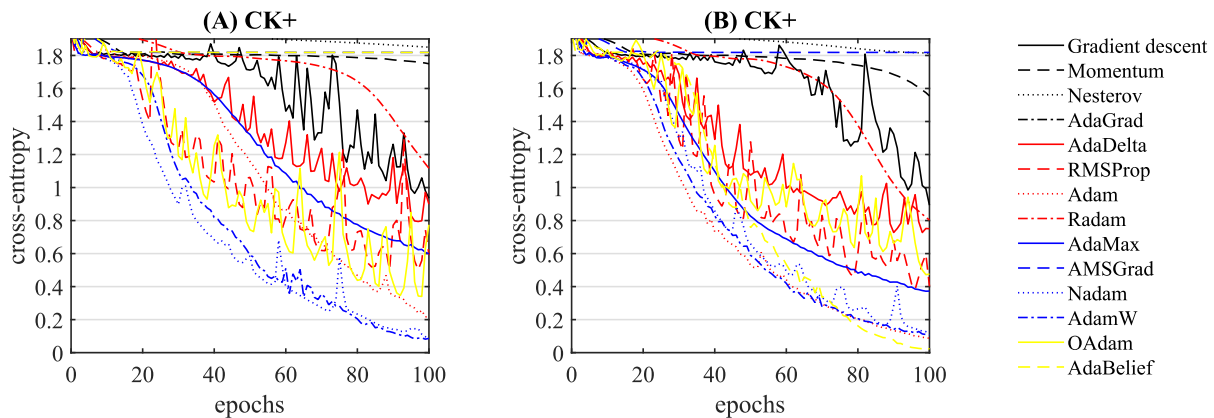 (A) CK+
1.8
1.6
1.4
1.2
1
0.8
0.6
0.4
0.2
0
0 20 40 60 80 100
cross-entropy
epochs
(B) CK+
1.8
1.6
1.4
1.2
1
0.8
0.6
0.4
0.2
0
0 20 40 60 80 100
cross-entropy
epochs
Gradient descent
Momentum
Nesterov
AdaGrad
AdaDelta
RMSProp
Adam
Radam
AdaMax
AMSGrad
Nadam
AdamW
OAdam
AdaBelief